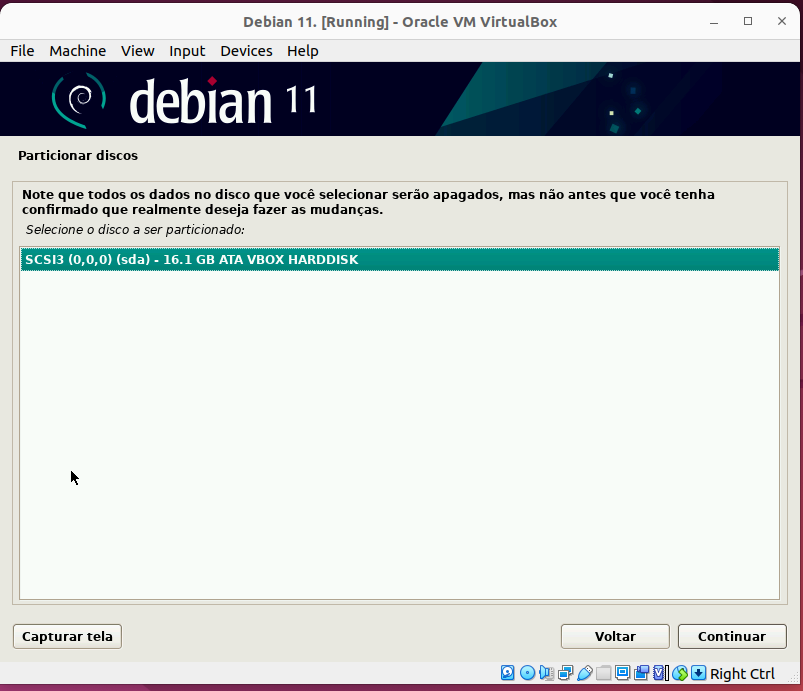 Debian 11. [Running] - Oracle VM VirtualBox
File Machine View Input Devices Help
debian 11
Particionar discos
Note que todos os dados no disco que você selecionar serão apagados, mas não antes que você tenha
confirmado que realmente deseja fazer as mudanças.
Selecione o disco a ser particionado:
SCSI3 (0,0,0) (sda) - 16.1 GB ATA VBOX HARDDISK
Capturar tela
Voltar
Continuar
Right Ctrl